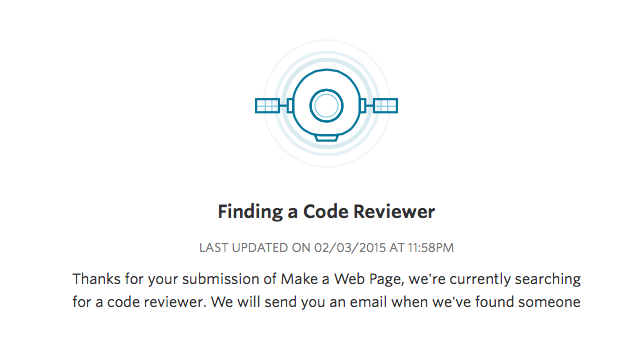 Finding a Code Reviewer
LAST UPDATED ON 02/03/2015 AT 11:58PM
Thanks for your submission of Make a Web Page, we're currently searching
for a code reviewer. We will send you an email when we've found someone